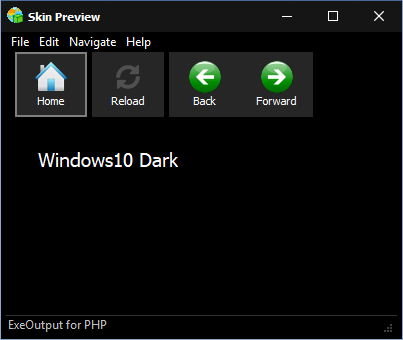 Skin Preview
File Edit Navigate Help
Home Reload Back Forward
Windows10 Dark
ExeOutput for PHP